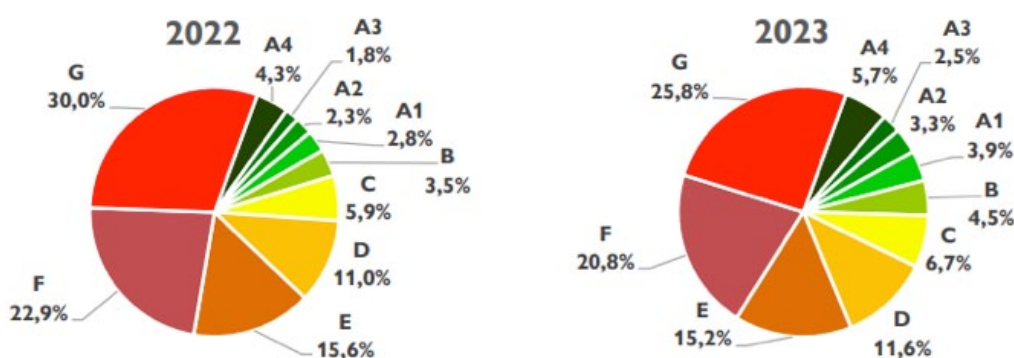 2022
A4
4,3%
A3
1,8%
A2
2,3%
A1
2,8%
B
3,5%
C
5,9%
D
11,0%
E
15,6%
F
22,9%
G
30,0%
2023
A4
5,7%
A3
2,5%
A2
3,3%
A1
3,9%
B
4,5%
C
6,7%
D
11,6%
E
15,2%
F
20,8%
G
25,8%